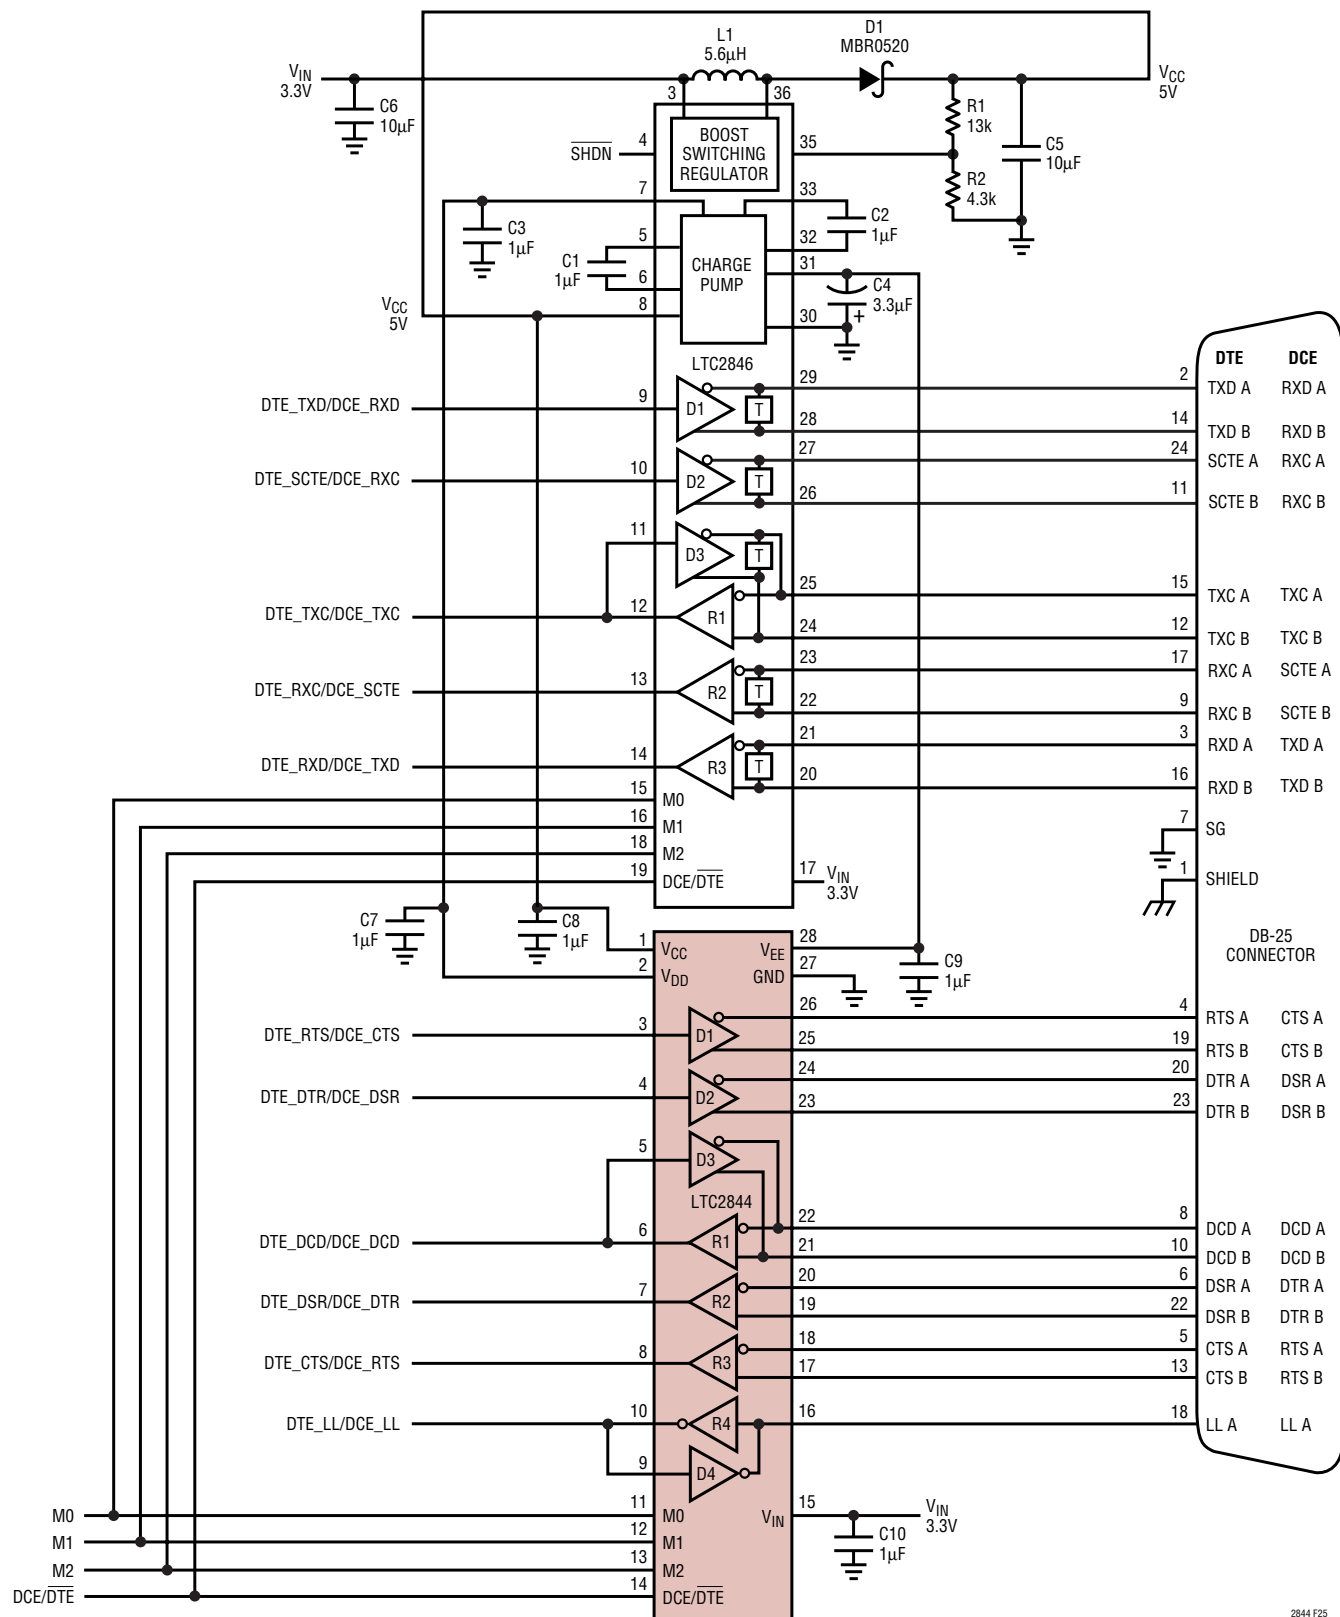 L1
5.6µH
D1
MBR0520
VIN
3.3V
C6
10µF
3
36
VCC
5V
R1
13k
C5
10µF
R2
4.3k
4
SHDN
BOOST
SWITCHING
REGULATOR
35
7
33
C3
1µF
C2
1µF
5
32
C1
1µF
CHARGE
PUMP
31
6
C4
3.3µF
+
VCC
5V
8
30
LTC2846
DTE_TXD/DCE_RXD
9
D1
T
29
28
DTE_SCTE/DCE_RXC
10
D2
T
27
26
11
D3
T
DTE_TXC/DCE_TXC
12
R1
25
24
DTE_RXC/DCE_SCTE
13
R2
T
23
22
DTE_RXD/DCE_TXD
14
R3
T
21
20
15
M0
16
M1
18
M2
19
DCE/DTE
17
VIN
3.3V
DTE DCE
2 TXD A RXD A
14 TXD B RXD B
24 SCTE A RXC A
11 SCTE B RXC B
15 TXC A TXC A
12 TXC B TXC B
17 RXC A SCTE A
9 RXC B SCTE B
3 RXD A TXD A
16 RXD B TXD B
7 SG
1 SHIELD
DB-25
CONNECTOR
C7
1µF
C8
1µF
1
VCC
VEE
28
2
VDD
GND
27
C9
1µF
DTE_RTS/DCE_CTS
3
D1
26
25
4 RTS A CTS A
19 RTS B CTS B
DTE_DTR/DCE_DSR
4
D2
24
23
20 DTR A DSR A
23 DTR B DSR B
5
D3
LTC2844
DTE_DCD/DCE_DCD
6
R1
22
21
8 DCD A DCD A
10 DCD B DCD B
DTE_DSR/DCE_DTR
7
R2
20
19
6 DSR A DTR A
22 DSR B DTR B
DTE_CTS/DCE_RTS
8
R3
18
17
5 CTS A RTS A
13 CTS B RTS B
DTE_LL/DCE_LL
10
R4
16
18 LL A LL A
9
D4
M0
11
M0
VIN
15
VIN
3.3V
C10
1µF
M1
12
M1
M2
13
M2
DCE/DTE
14
DCE/DTE
2844 F25